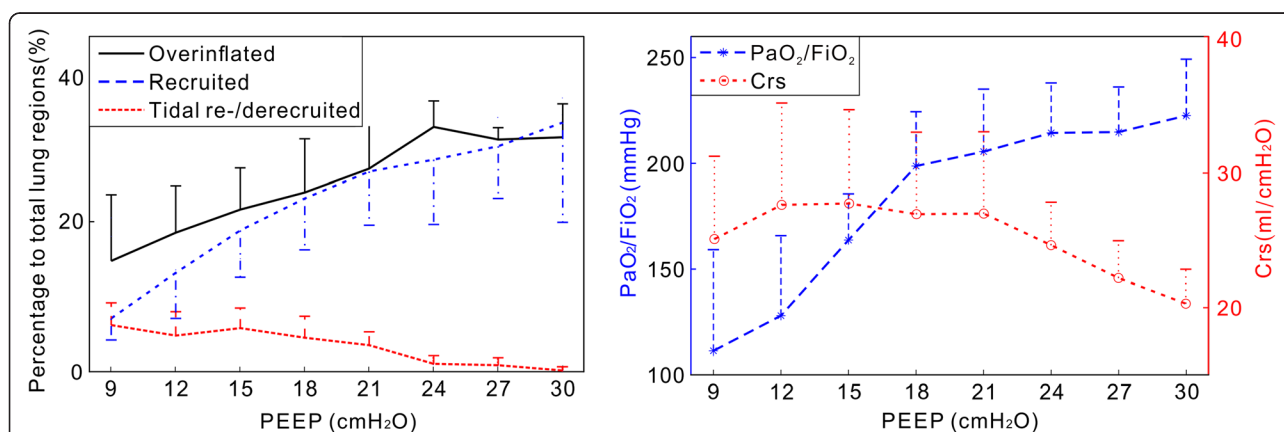 Percentage to total lung regions(%)
40
20
0
Overinflated
Recruited
Tidal re-/derecruited
9 12 15 18 21 24 27 30
PEEP (cmH₂O)
PaO₂/FiO₂ (mmHg)
250
200
150
100
PaO₂/FiO₂
Crs
9 12 15 18 21 24 27 30
PEEP (cmH₂O)
40
30
20
Crs(ml/cmH₂O)